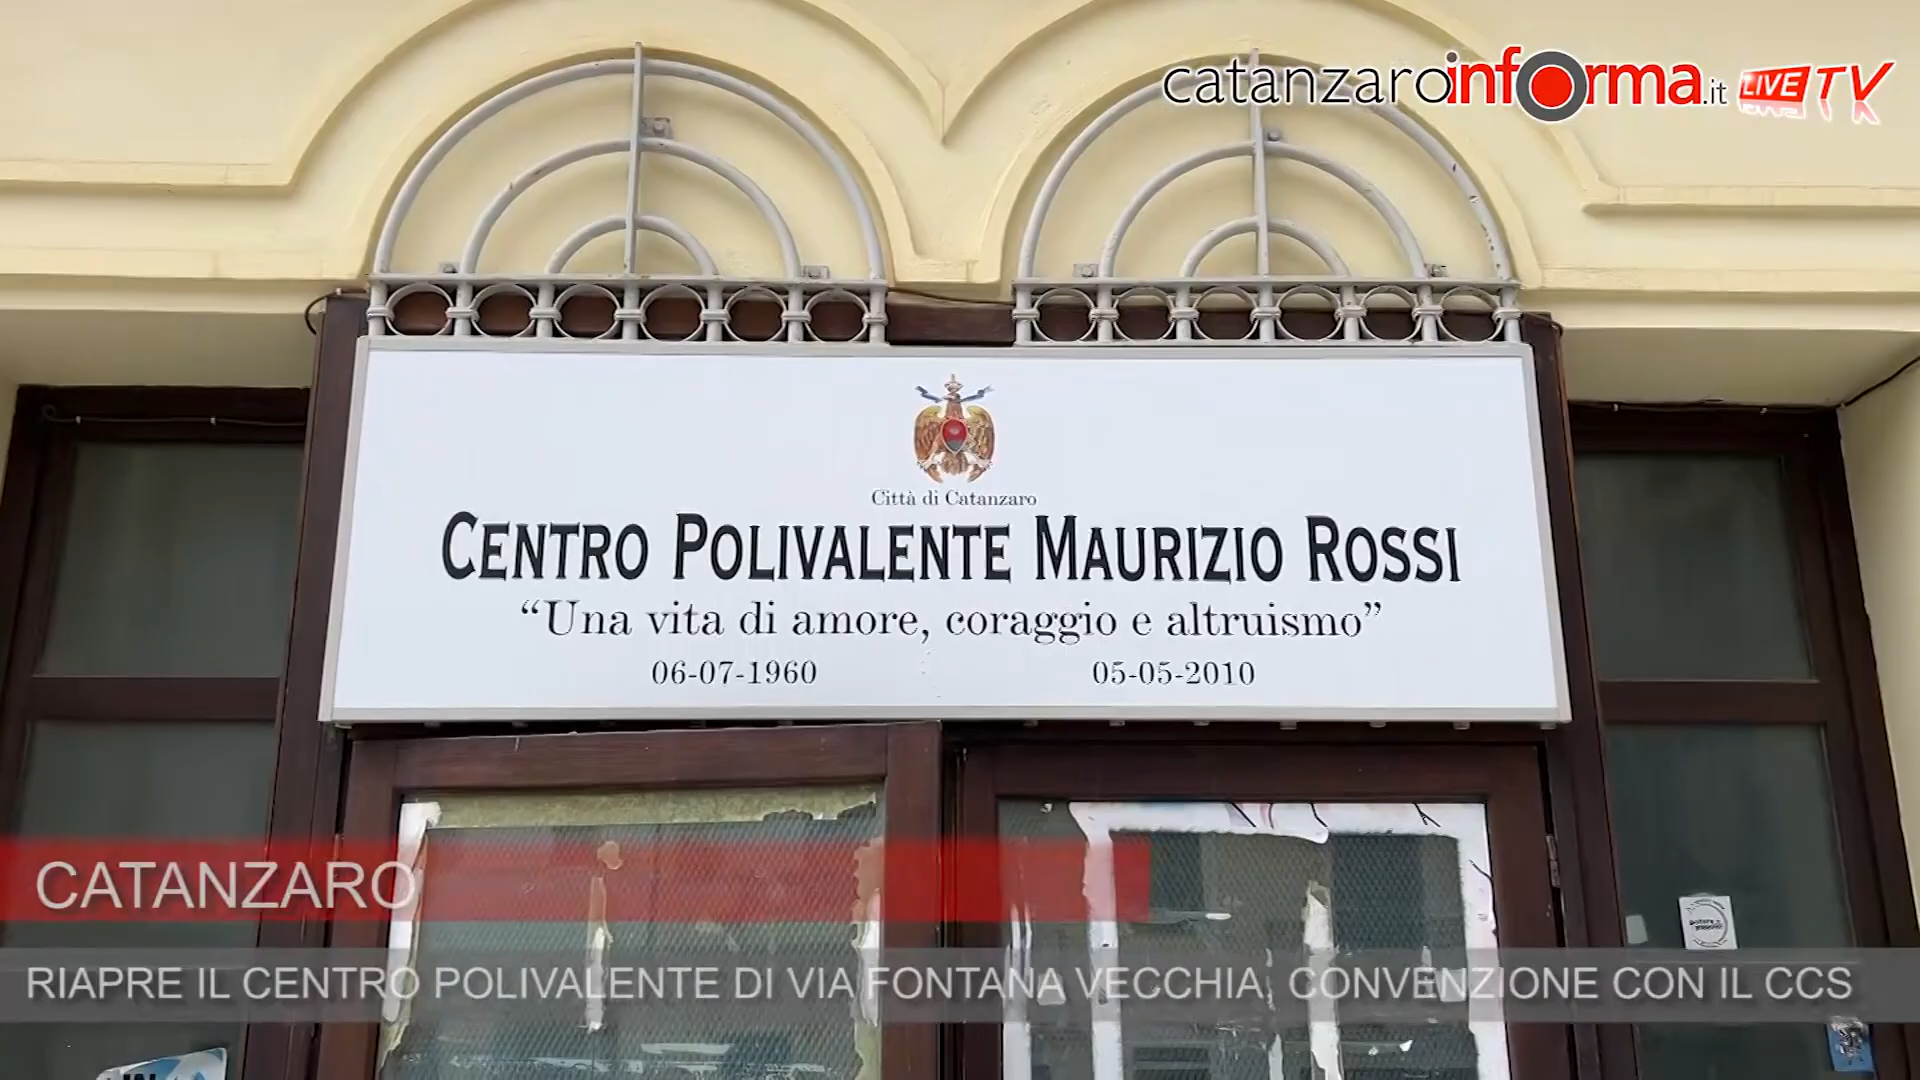 catanzaroinforma.it LIVE TV
Città di Catanzaro
CENTRO POLIVALENTE MAURIZIO ROSSI
“Una vita di amore, coraggio e altruismo”
06-07-1960 05-05-2010
CATANZARO
RIAPRE IL CENTRO POLIVALENTE DI VIA FONTANA VECCHIA, CONVENZIONE CON IL CCS